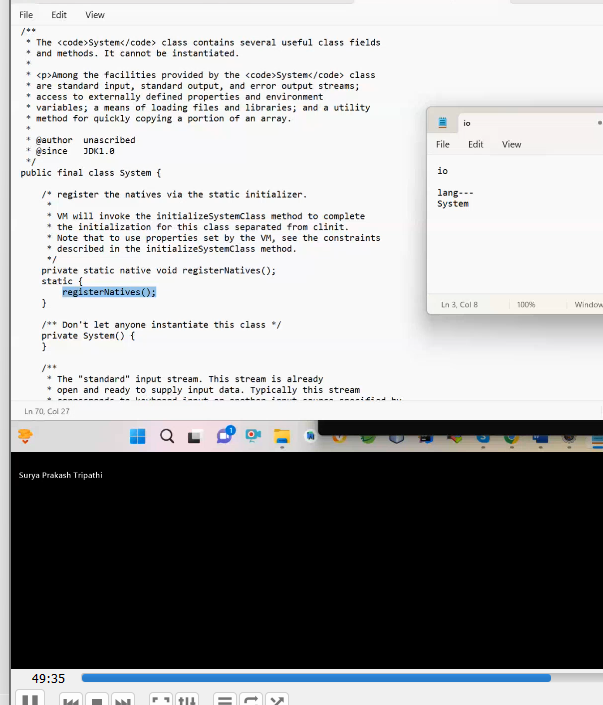 File Edit View
/**
* The <code>System</code> class contains several useful class fields
* and methods. It cannot be instantiated.
*
* <p>Among the facilities provided by the <code>System</code> class
* are standard input, standard output, and error output streams;
* access to externally defined properties and environment
* variables; a means of loading files and libraries; and a utility
* method for quickly copying a portion of an array.
*
* @author unascribed
* @since JDK1.0
*/
public final class System {
/* register the natives via the static initializer.
*
* VM will invoke the initializeSystemClass method to complete
* the initialization for this class separated from clinit.
* Note that to use properties set by the VM, see the constraints
* described in the initializeSystemClass method.
*/
private static native void registerNatives();
static {
registerNatives();
}
/** Don't let anyone instantiate this class */
private System() {
}
/**
* The "standard" input stream. This stream is already
* open and ready to supply input data. Typically this stream
Ln 70, Col 27
io
File Edit View
io
lang---
System
Ln 3, Col 8 100% Window
1
Surya Prakash Tripathi
49:35